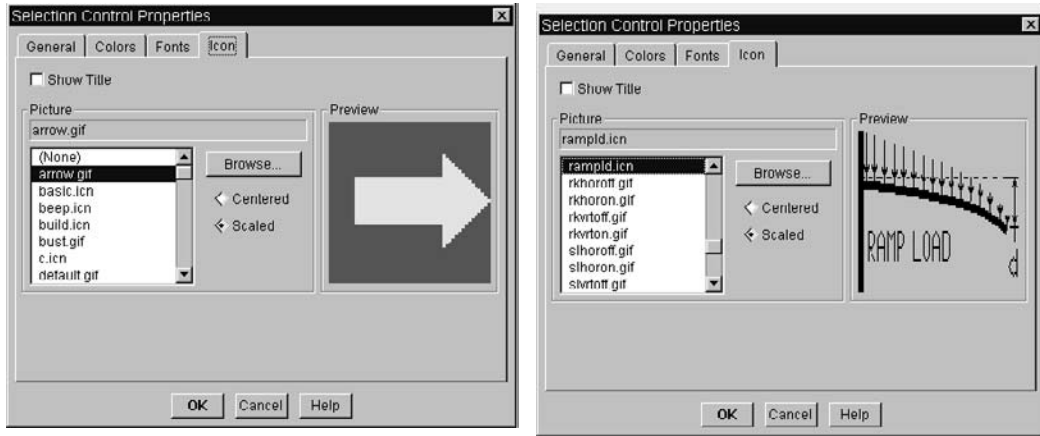 Selection Control Properties
General Colors Fonts Icon
Show Title
Picture
arrow.gif
(None)
arrow.gif
basic.icn
beep.icn
build.icn
bust.gif
c.icn
default.gif
Browse...
Centered
Scaled
Preview
OK Cancel Help
Selection Control Properties
General Colors Fonts Icon
Show Title
Picture
rampld.icn
rampld.icn
rkhoroff.gif
rkhoron.gif
rkvrtoff.gif
rkvrton.gif
slhoroff.gif
slhoron.gif
slvrtoff.gif
Browse...
Centered
Scaled
Preview
RAMP LOAD
d
OK Cancel Help